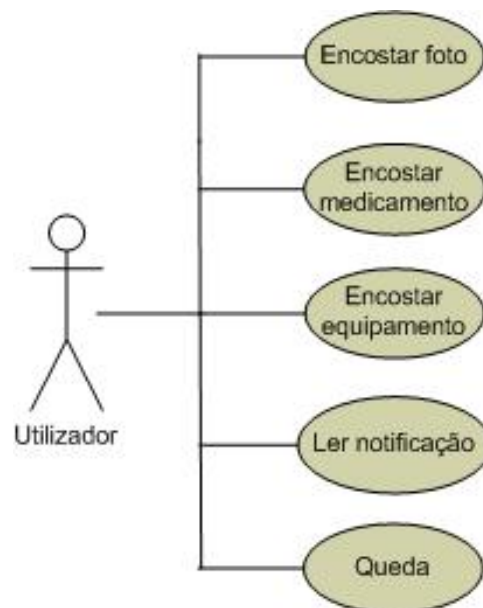 Encostar foto
Encostar
medicamento
Encostar
equipamento
Utilizador
Ler notificação
Queda